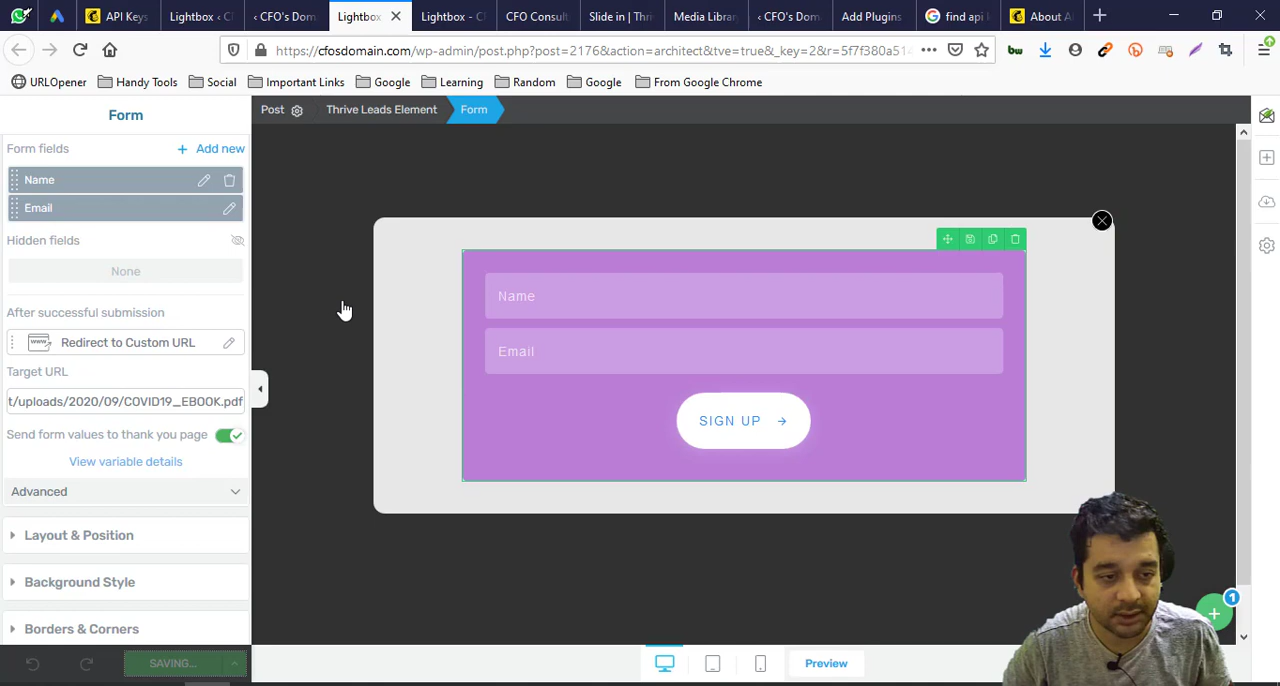 API Keys
Lightbox ‹ C
‹ CFO's Dom
Lightbox
Lightbox - C
CFO Consult
Slide in | Thri
Media Librar
‹ CFO's Dom
Add Plugins
find api k
About A
https://cfosdomain.com/wp-admin/post.php?post=2176&action=architect&tve=true&_key=2&r=5f7f380a51
URLOpener
Handy Tools
Social
Important Links
Google
Learning
Random
Google
From Google Chrome
Form
Post
Thrive Leads Element
Form
Form fields
+ Add new
Name
Email
Hidden fields
None
After successful submission
Redirect to Custom URL
Target URL
t/uploads/2020/09/COVID19_EBOOK.pdf
Send form values to thank you page
View variable details
Advanced
Layout & Position
Background Style
Borders & Corners
SAVING...
Name
Email
SIGN UP →
Preview
1